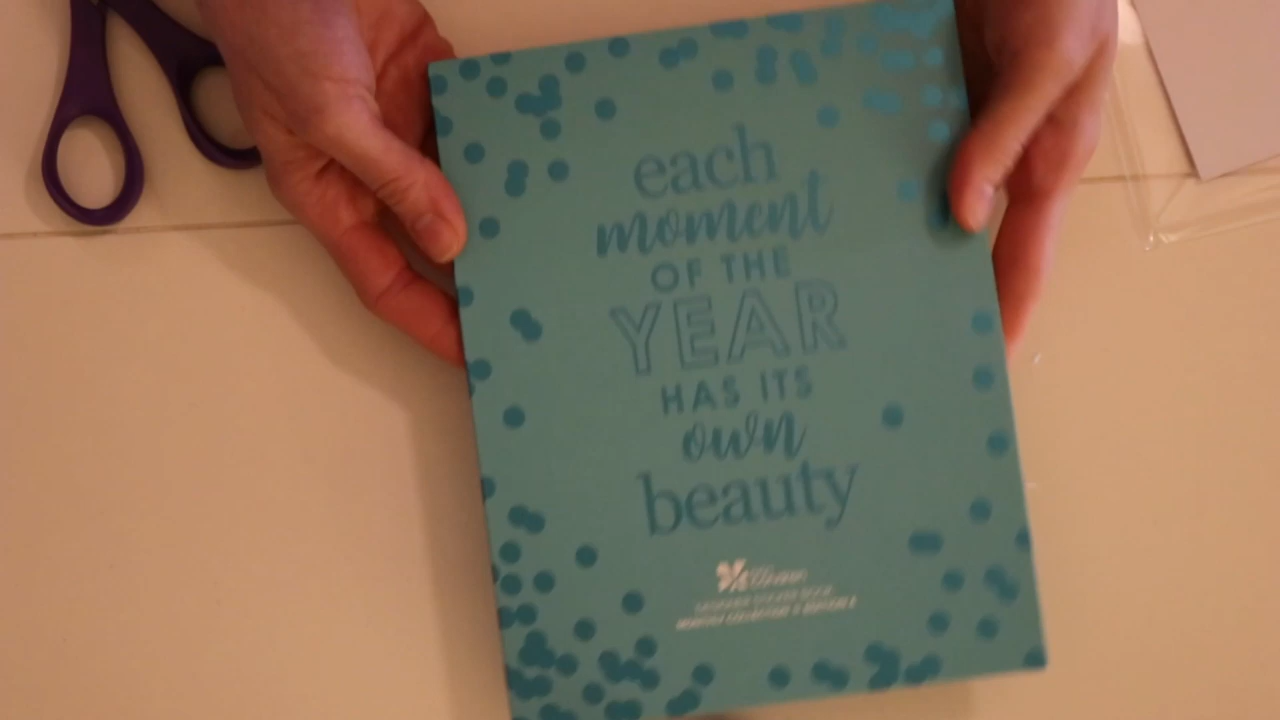 each
moment
OF THE
YEAR
HAS ITS
own
beauty